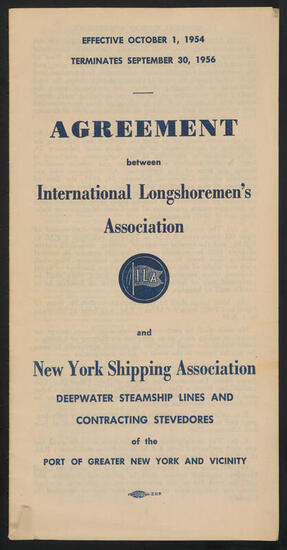 EFFECTIVE OCTOBER 1, 1954
TERMINATES SEPTEMBER 30, 1956
AGREEMENT
between
International Longshoremen's
Association
ILA
and
New York Shipping Association
DEEPWATER STEAMSHIP LINES AND
CONTRACTING STEVEDORES
of the
PORT OF GREATER NEW YORK AND VICINITY